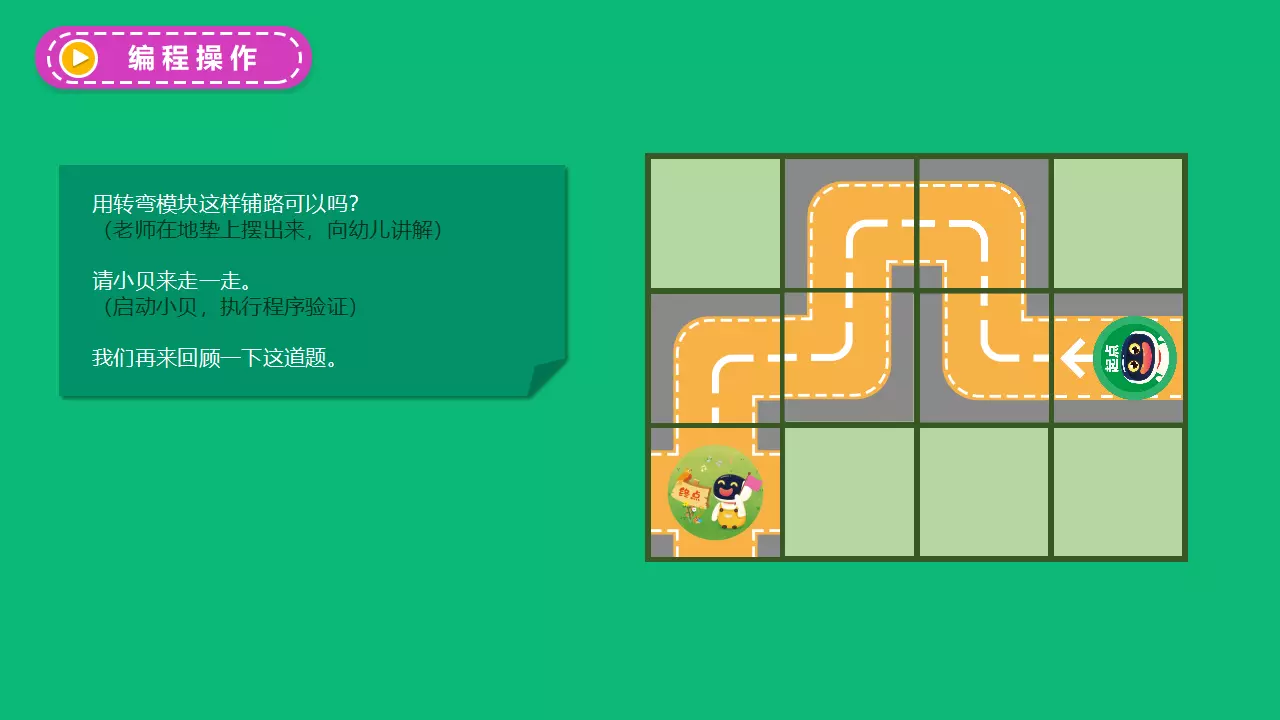 编程操作
用转弯模块这样铺路可以吗?
（老师在地垫上摆出来，向幼儿讲解）
请小贝来走一走。
（启动小贝，执行程序验证）
我们再来回顾一下这道题。
起点
终点